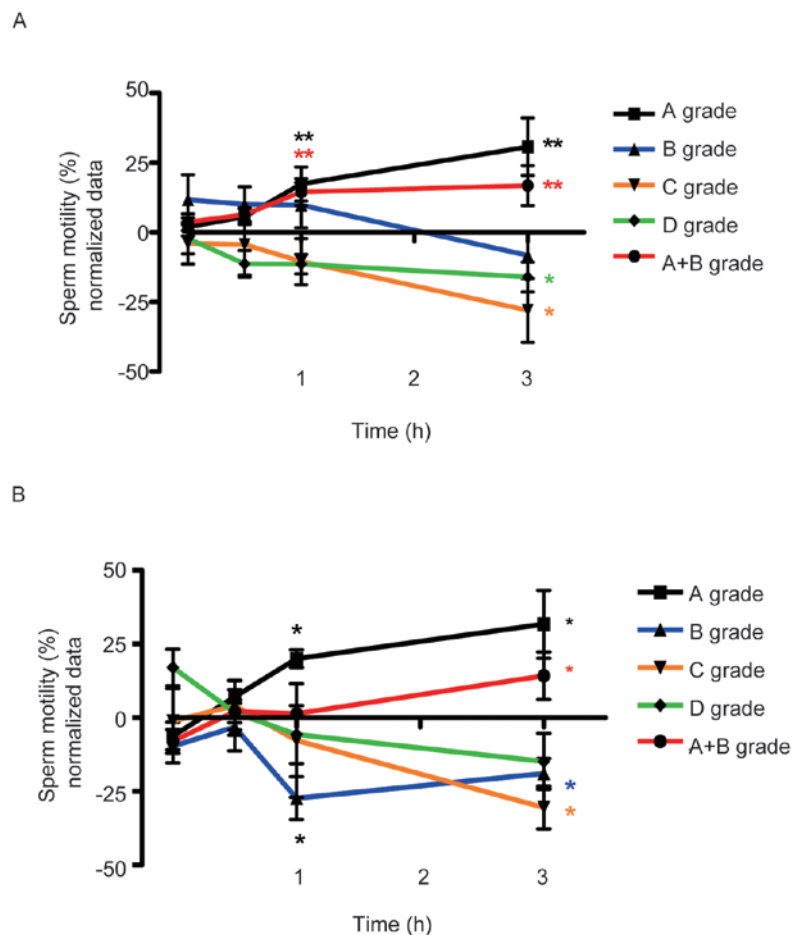 A
50
25
0
-25
-50
Sperm motility (%)
normalized data
**
**
**
**
*
*
1
2
3
Time (h)
A grade
B grade
C grade
D grade
A+B grade
B
50
25
0
-25
-50
Sperm motility (%)
normalized data
*
*
*
*
*
*
1
2
3
Time (h)
A grade
B grade
C grade
D grade
A+B grade